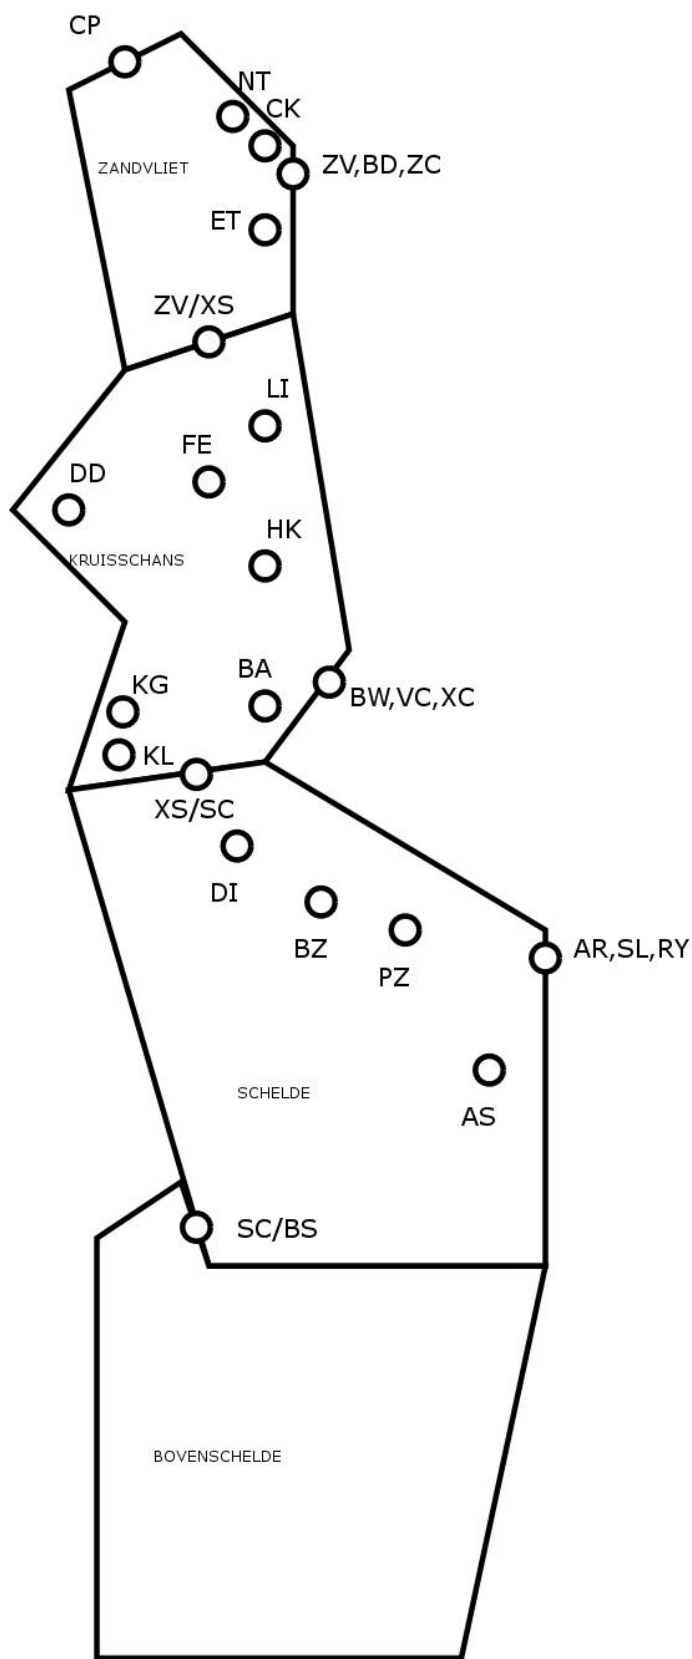 CP
NT
CK
ZANDVLIET
ZV,BD,ZC
ET
ZV/XS
LI
FE
DD
HK
KRUISSCHANS
BA
KG
BW,VC,XC
KL
XS/SC
DI
BZ
PZ
AR,SL,RY
SCHELDE
AS
SC/BS
BOVENSCHELDE